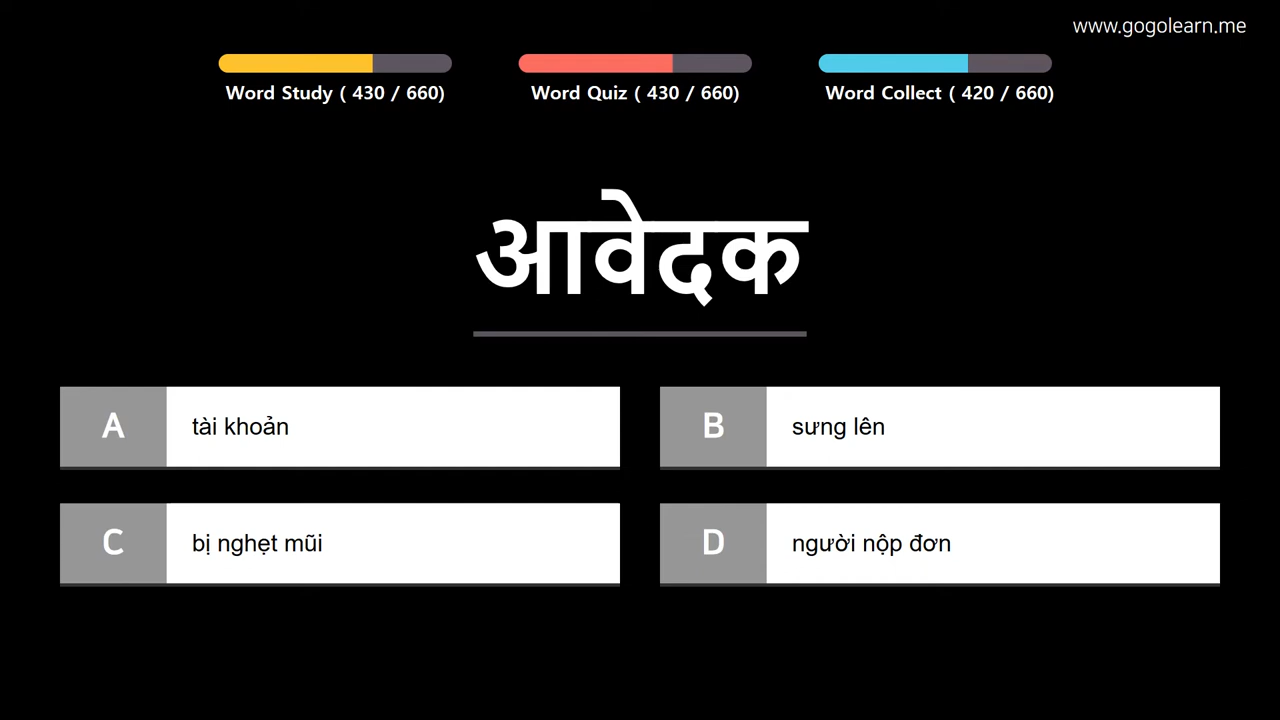 www.gogolearn.me
Word Study ( 430 / 660)
Word Quiz ( 430 / 660)
Word Collect ( 420 / 660)
आवेदक
A
tài khoản
B
sưng lên
C
bị nghẹt mũi
D
người nộp đơn